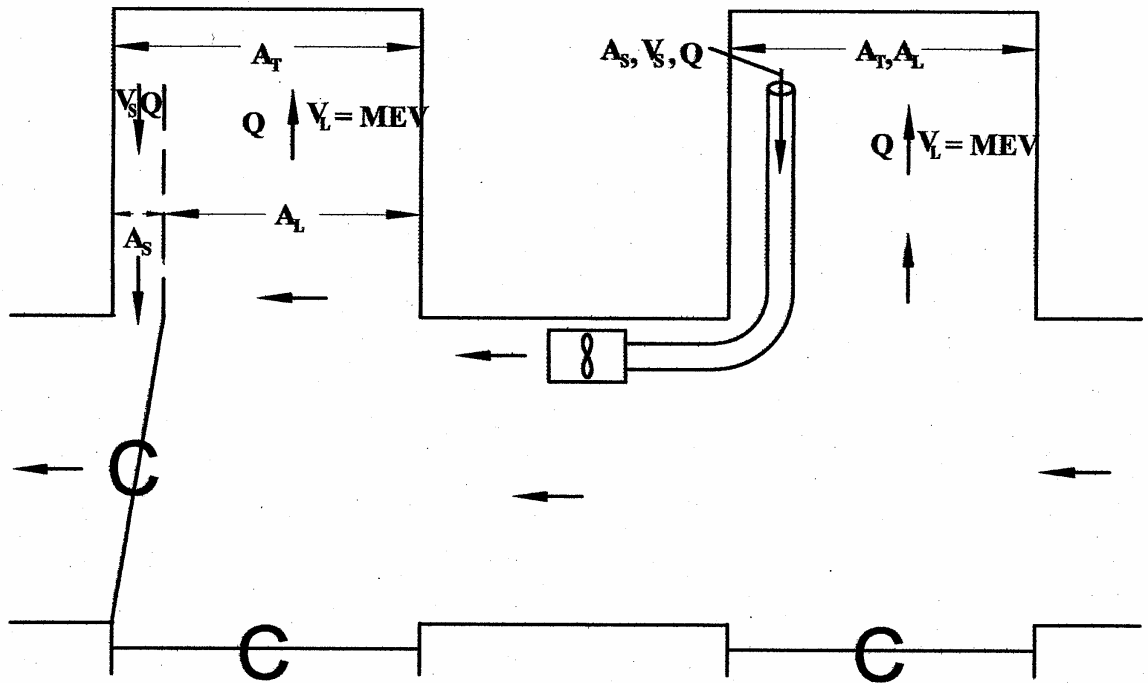 A_T
V_S Q
Q V_L = MEV
A_L
A_S
C
C
A_S, V_S, Q
A_T, A_L
Q V_L = MEV
C